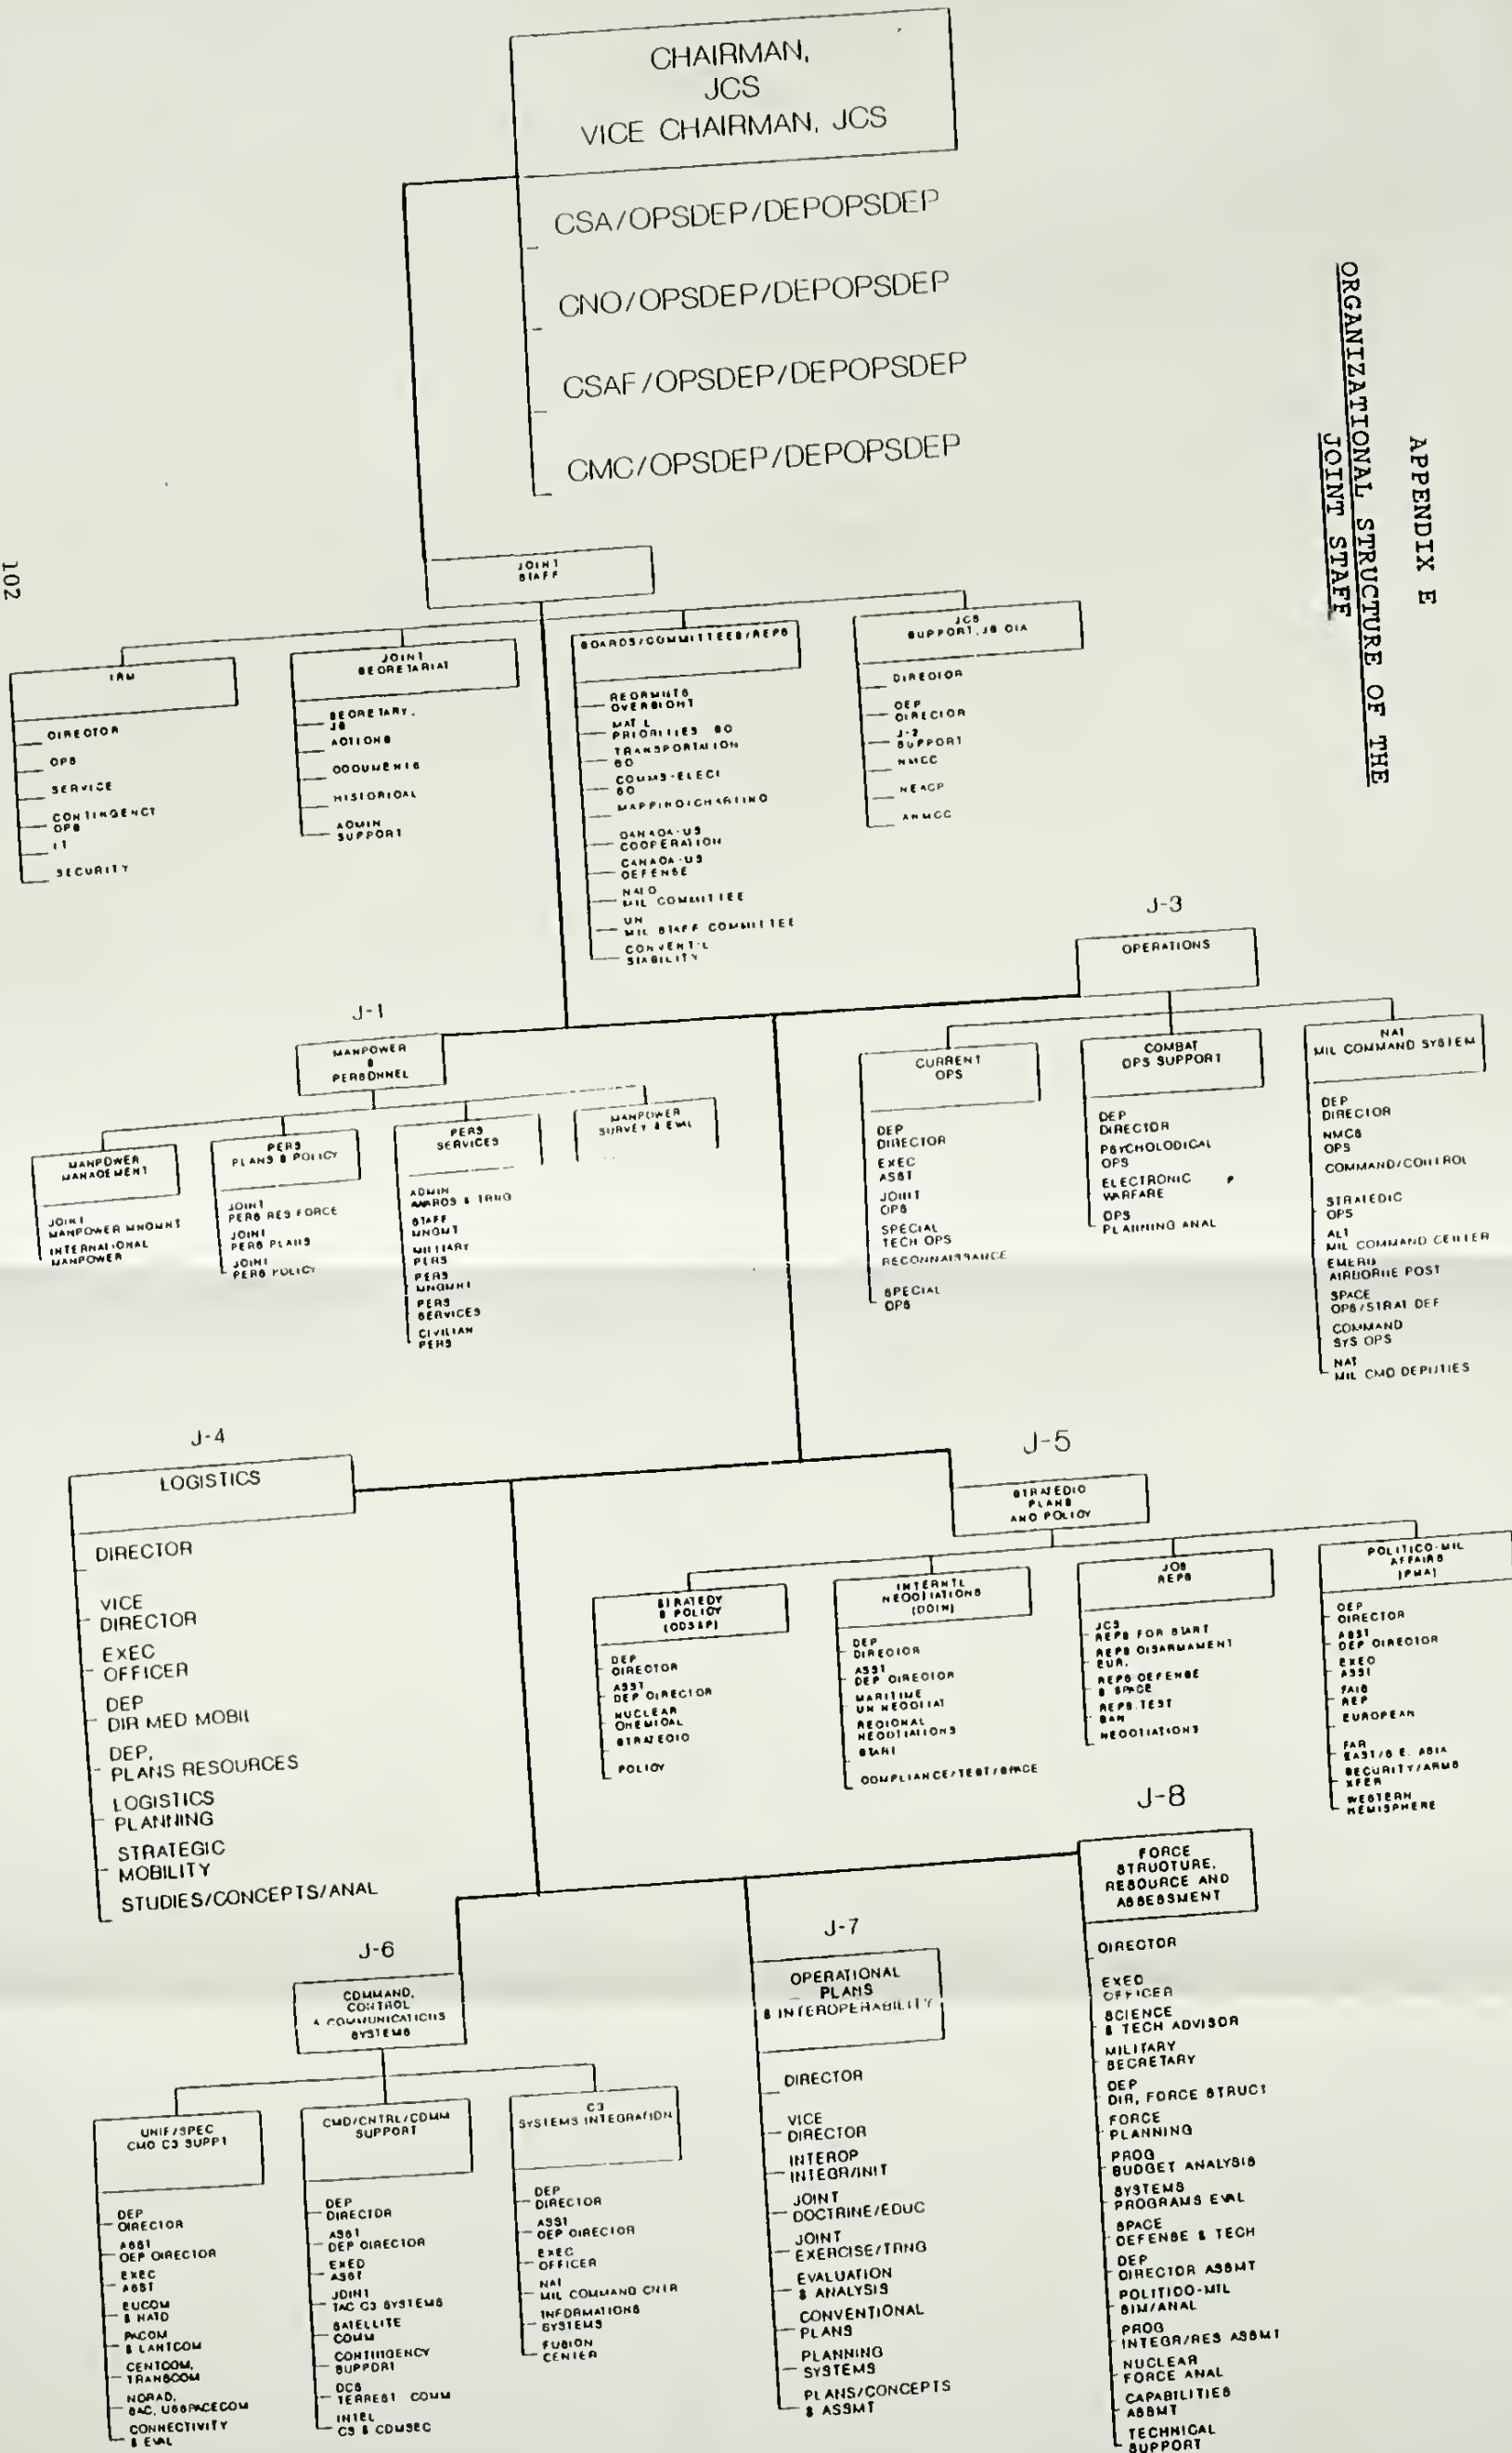 APPENDIX E
ORGANIZATIONAL STRUCTURE OF THE
JOINT STAFF
CHAIRMAN,
JCS
VICE CHAIRMAN, JCS
CSA/OPSDEP/DEPOPSDEP
CNO/OPSDEP/DEPOPSDEP
CSAF/OPSDEP/DEPOPSDEP
CMC/OPSDEP/DEPOPSDEP
JOINT
STAFF
IRM
DIRECTOR
OPS
SERVICE
CONTINGENCY
OPS
SECURITY
JOINT
SECRETARIAT
SECRETARY,
JS
ACTIONS
DOCUMENTS
HISTORICAL
ADMIN
SUPPORT
BOARDS/COMMITTEES/REPS
REQRMNTS
OVERSIGHT
MAT'L
PRIORITIES BD
TRANSPORTATION
BD
COMMS-ELECT
BD
MAPPING/CHARTING
CANADA-US
COOPERATION
CANADA-US
DEFENSE
NATO
MIL COMMITTEE
UN
MIL STAFF COMMITTEE
CONVENT'L
STABILITY
JCS
SUPPORT, JS DIA
DIRECTOR
DEP
DIRECTOR
J-2
SUPPORT
NMCC
NEACP
ANMCC
J-1
MANPOWER
&
PERSONNEL
MANPOWER
MANAGEMENT
JOINT
MANPOWER MNGMNT
INTERNATIONAL
MANPOWER
PERS
PLANS & POLICY
JOINT
PERS RES FORCE
JOINT
PERS PLANS
JOINT
PERS POLICY
PERS
SERVICES
ADMIN
AWARDS & TRNG
STAFF
MNGMT
MILITARY
PERS
PERS
MNGMNT
PERS
SERVICES
CIVILIAN
PERS
MANPOWER
SURVEY & EVAL
J-3
OPERATIONS
CURRENT
OPS
DEP
DIRECTOR
EXEC
ASST
JOINT
OPS
SPECIAL
TECH OPS
RECONNAISSANCE
SPECIAL
OPS
COMBAT
OPS SUPPORT
DEP
DIRECTOR
PSYCHOLOGICAL
OPS
ELECTRONIC
WARFARE
OPS
PLANNING ANAL
NAT
MIL COMMAND SYSTEM
DEP
DIRECTOR
NMCS
OPS
COMMAND/CONTROL
STRATEGIC
OPS
ALT
MIL COMMAND CENTER
EMERG
AIRBORNE POST
SPACE
OPS/STRAT DEF
COMMAND
SYS OPS
NAT
MIL CMD DEPUTIES
J-4
LOGISTICS
DIRECTOR
VICE
DIRECTOR
EXEC
OFFICER
DEP
DIR MED MOBIL
DEP,
PLANS RESOURCES
LOGISTICS
PLANNING
STRATEGIC
MOBILITY
STUDIES/CONCEPTS/ANAL
J-5
STRATEGIC
PLANS
AND POLICY
STRATEGY
& POLICY
(DDS&P)
DEP
DIRECTOR
ASST
DEP DIRECTOR
NUCLEAR
CHEMICAL
STRATEGIC
POLICY
INTERNTL
NEGOTIATIONS
(DDIN)
DEP
DIRECTOR
ASST
DEP DIRECTOR
MARITIME
UN NEGOTIAT
REGIONAL
NEGOTIATIONS
START
COMPLIANCE/TEST/SPACE
JCS
REPS
JCS
REPS FOR START
REPS DISARMAMENT
EUR.
REPS DEFENSE
& SPACE
REPS. TEST
BAN
NEGOTIATIONS
POLITICO-MIL
AFFAIRS
(PMA)
DEP
DIRECTOR
ASST
DEP DIRECTOR
EXEC
ASST
REP
EUROPEAN
FAR
EAST/S E. ASIA
SECURITY/ARMS
XFER
WESTERN
HEMISPHERE
J-6
COMMAND,
CONTROL
& COMMUNICATIONS
SYSTEMS
UNIF/SPEC
CMD C3 SUPPT
DEP
DIRECTOR
ASST
DEP DIRECTOR
EXEC
ASST
EUCOM
& NATO
PACOM
& LANTCOM
CENTCOM,
TRANSCOM
NORAD,
SAC, USSPACECOM
CONNECTIVITY
& EVAL
CMD/CNTRL/COMM
SUPPORT
DEP
DIRECTOR
ASST
DEP DIRECTOR
EXEC
ASST
JOINT
TAC C3 SYSTEMS
SATELLITE
COMM
CONTINGENCY
SUPPORT
DCS
TERREST COMM
INTEL
C3 & COMSEC
C3
SYSTEMS INTEGRATION
DEP
DIRECTOR
ASST
DEP DIRECTOR
EXEC
OFFICER
NAT
MIL COMMAND CNTR
INFORMATIONS
SYSTEMS
FUSION
CENTER
J-7
OPERATIONAL
PLANS
& INTEROPERABILITY
DIRECTOR
VICE
DIRECTOR
INTEROP
INTEGR/INIT
JOINT
DOCTRINE/EDUC
JOINT
EXERCISE/TRNG
EVALUATION
& ANALYSIS
CONVENTIONAL
PLANS
PLANNING
SYSTEMS
PLANS/CONCEPTS
& ASSMT
J-8
FORCE
STRUCTURE,
RESOURCE AND
ASSESSMENT
DIRECTOR
EXEC
OFFICER
SCIENCE
& TECH ADVISOR
MILITARY
SECRETARY
DEP
DIR, FORCE STRUCT
FORCE
PLANNING
PROG
BUDGET ANALYSIS
SYSTEMS
PROGRAMS EVAL
SPACE
DEFENSE & TECH
DEP
DIRECTOR ASSMT
POLITICO-MIL
SIM/ANAL
PROG
INTEGR/RES ASSMT
NUCLEAR
FORCE ANAL
CAPABILITIES
ASSMT
TECHNICAL
SUPPORT
102